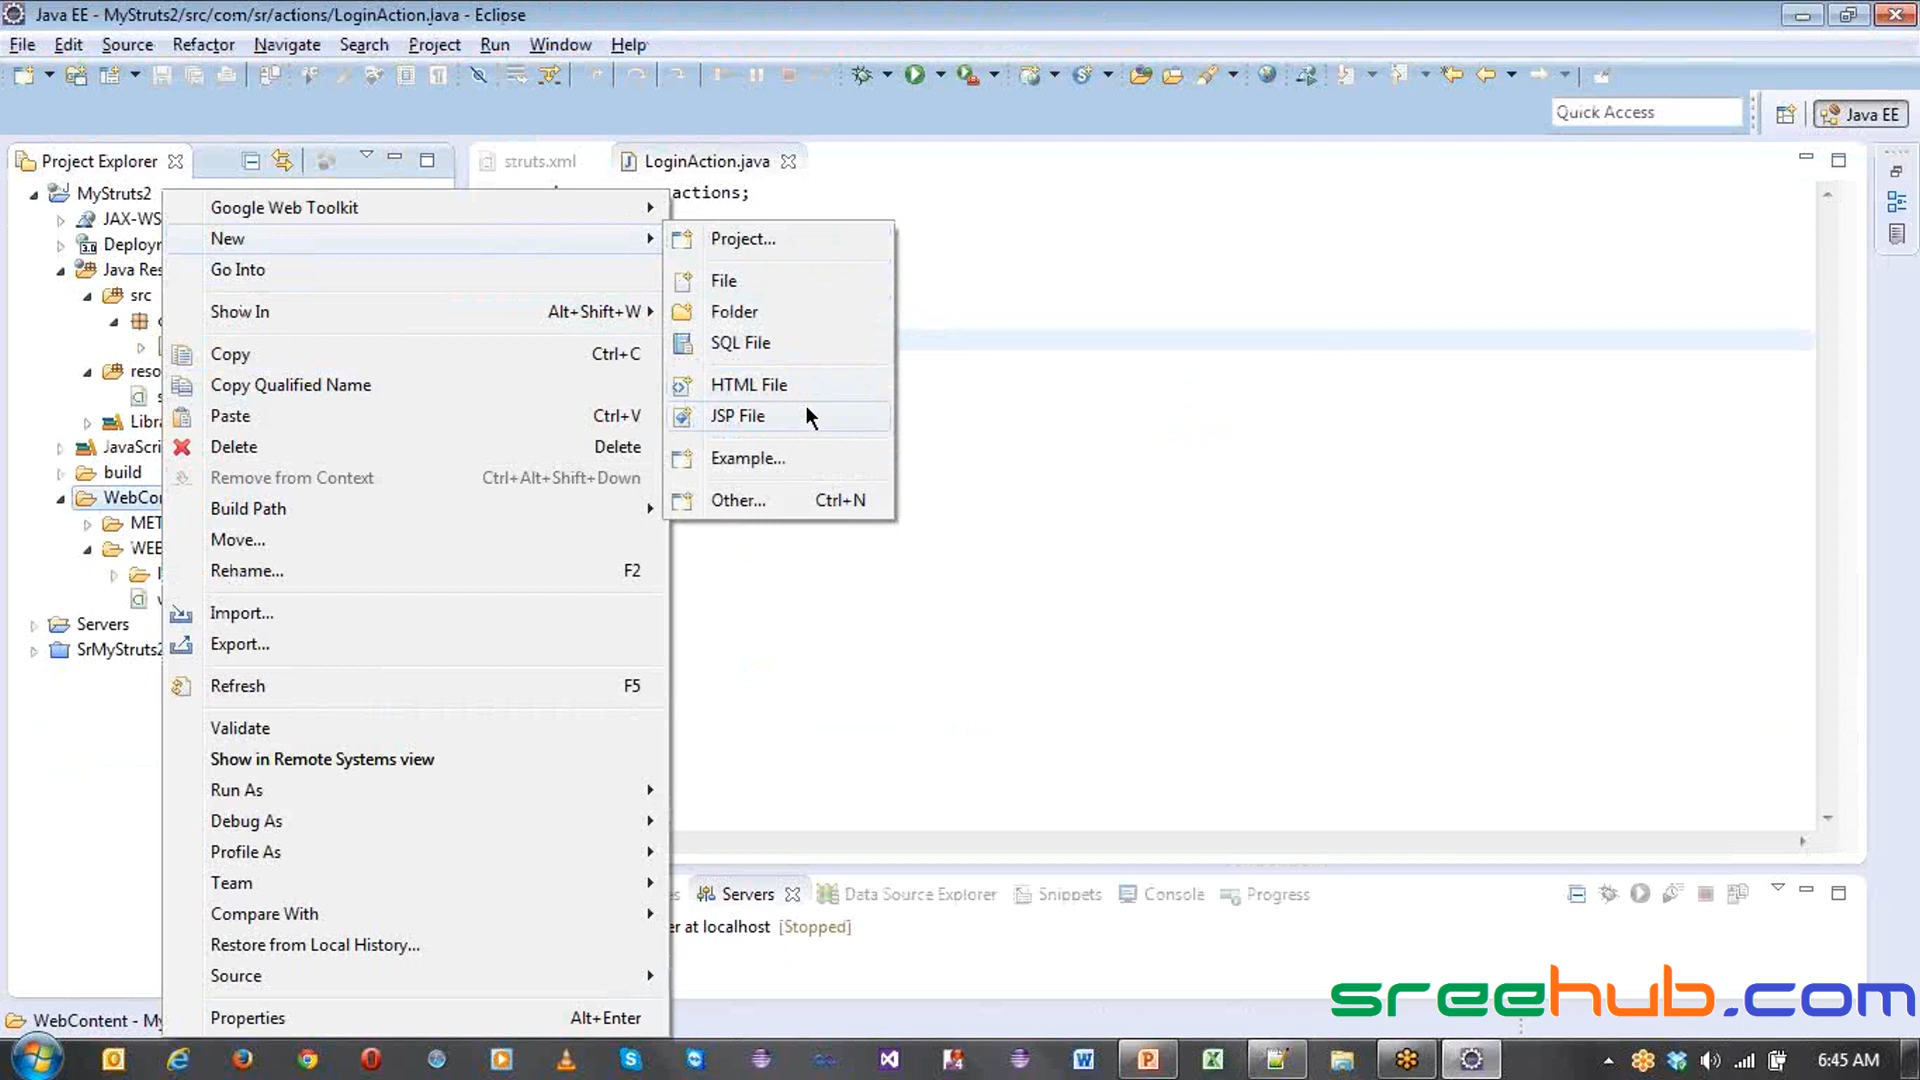 Java EE - MyStruts2/src/com/sr/actions/LoginAction.java - Eclipse
File Edit Source Refactor Navigate Search Project Run Window Help
Quick Access
Java EE
Project Explorer
struts.xml
LoginAction.java
MyStruts2
JAX-WS
Deployr
Java Res
src
reso
Libra
JavaScri
build
WebCo
MET
WEB
Servers
SrMyStruts2
Google Web Toolkit
New
Go Into
Show In Alt+Shift+W
Copy Ctrl+C
Copy Qualified Name
Paste Ctrl+V
Delete Delete
Remove from Context Ctrl+Alt+Shift+Down
Build Path
Move...
Rename... F2
Import...
Export...
Refresh F5
Validate
Show in Remote Systems view
Run As
Debug As
Profile As
Team
Compare With
Restore from Local History...
Source
Properties Alt+Enter
Project...
File
Folder
SQL File
HTML File
JSP File
Example...
Other... Ctrl+N
actions;
Servers
Data Source Explorer
Snippets
Console
Progress
er at localhost [Stopped]
sreehub.com
WebContent - My
6:45 AM